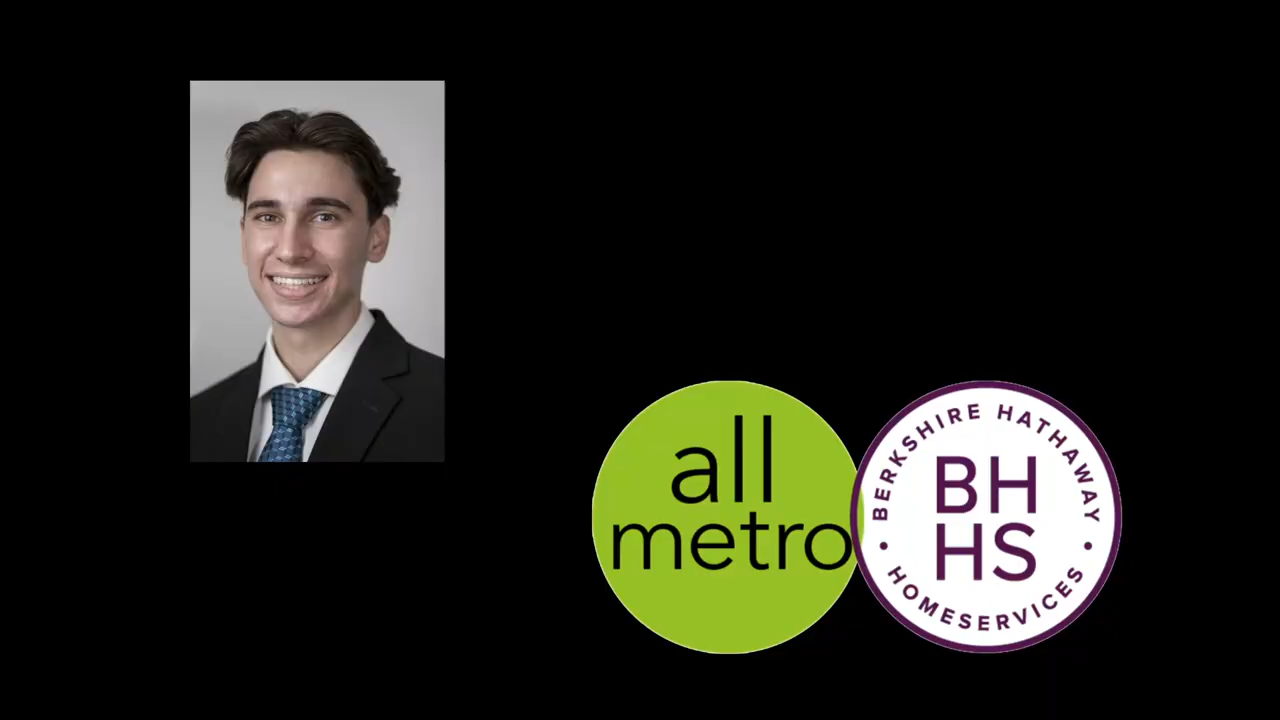 all
metro
BERKSHIRE HATHAWAY
BH
HS
HOMESERVICES